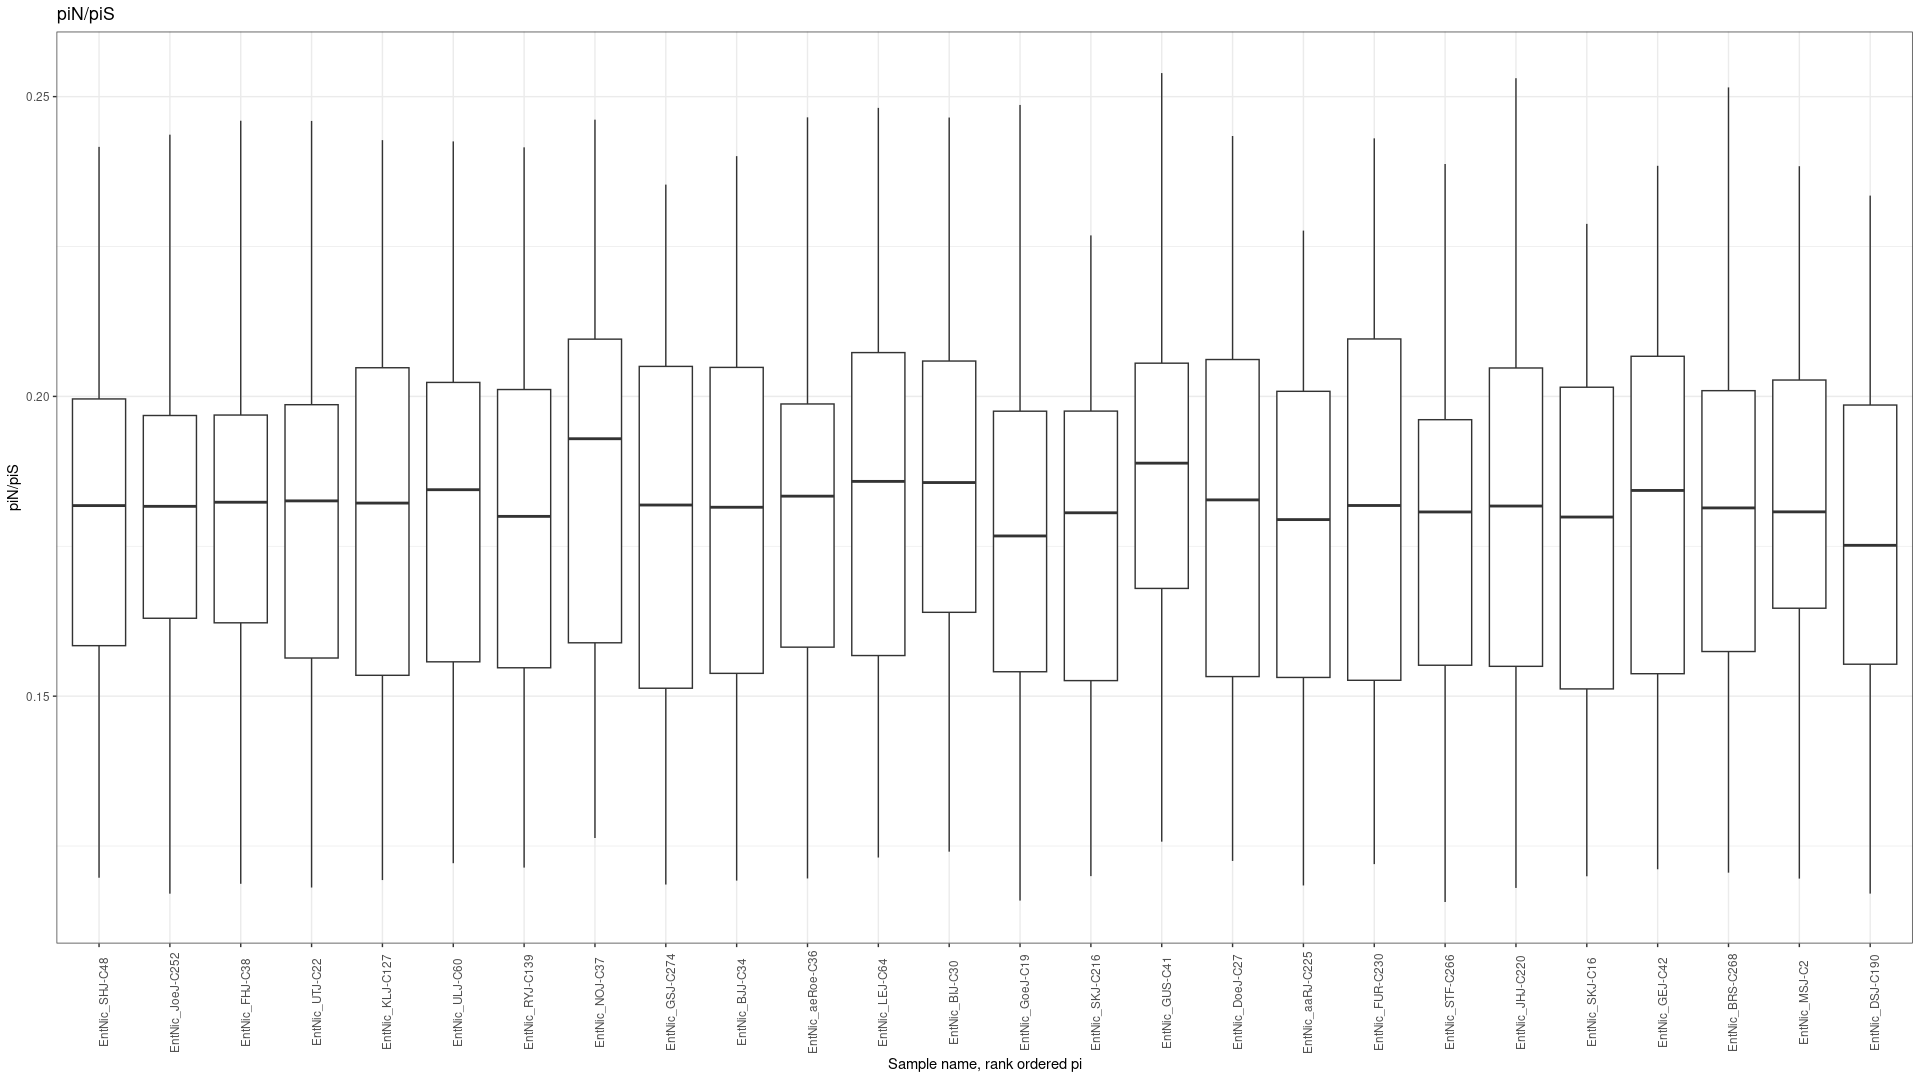 piN/piS
0.25
0.20
0.15
piN/piS
EntNic_SHJ-C48
EntNic_JoeJ-C252
EntNic_FHJ-C38
EntNic_UTJ-C22
EntNic_KLJ-C127
EntNic_ULJ-C60
EntNic_RYJ-C139
EntNic_NOJ-C37
EntNic_GSJ-C274
EntNic_BJJ-C34
EntNic_aeRoe-C36
EntNic_LEJ-C64
EntNic_BIJ-C30
EntNic_GoeJ-C19
EntNic_SKJ-C216
EntNic_GUS-C41
EntNic_DoeJ-C27
EntNic_aaRJ-C225
EntNic_FUR-C230
EntNic_STF-C266
EntNic_JHJ-C220
EntNic_SKJ-C16
EntNic_GEJ-C42
EntNic_BRS-C268
EntNic_MSJ-C2
EntNic_DSJ-C190
Sample name, rank ordered pi